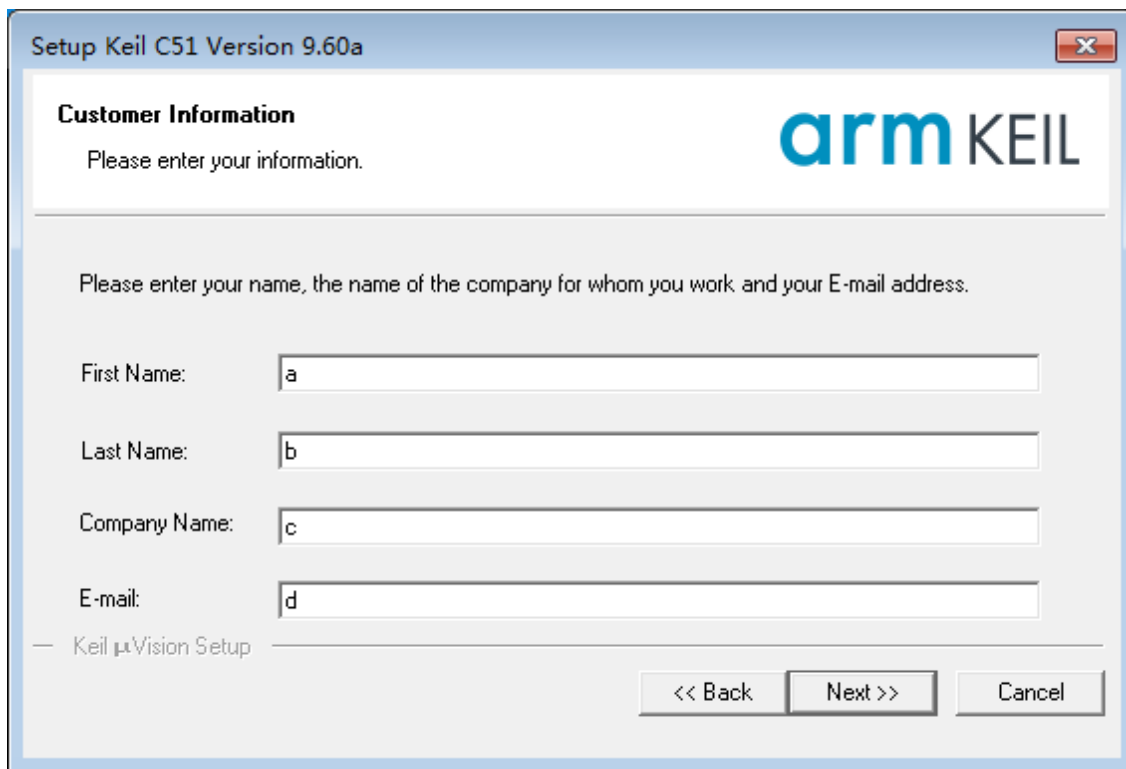 Setup Keil C51 Version 9.60a
Customer Information
Please enter your information.
arm KEIL
Please enter your name, the name of the company for whom you work and your E-mail address.
First Name: a
Last Name: b
Company Name: c
E-mail: d
Keil µVision Setup
<< Back Next >> Cancel